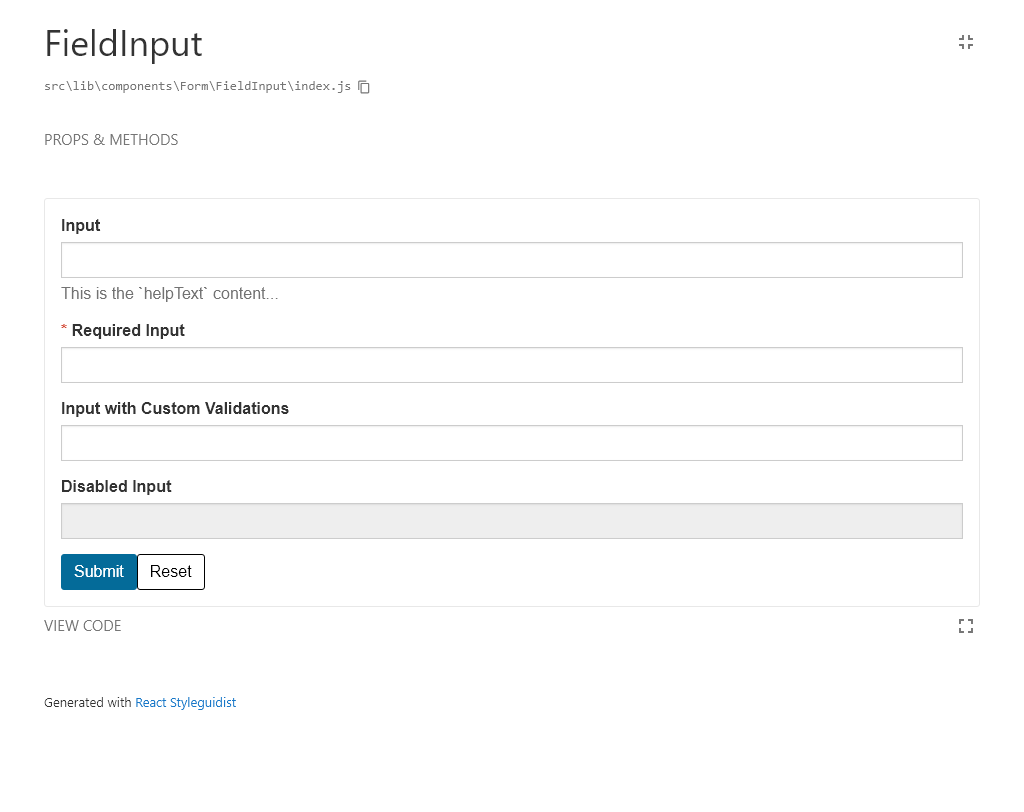 FieldInput
src\lib\components\Form\FieldInput\index.js
PROPS & METHODS
Input
This is the `helpText` content...
* Required Input
Input with Custom Validations
Disabled Input
Submit Reset
VIEW CODE
Generated with React Styleguidist